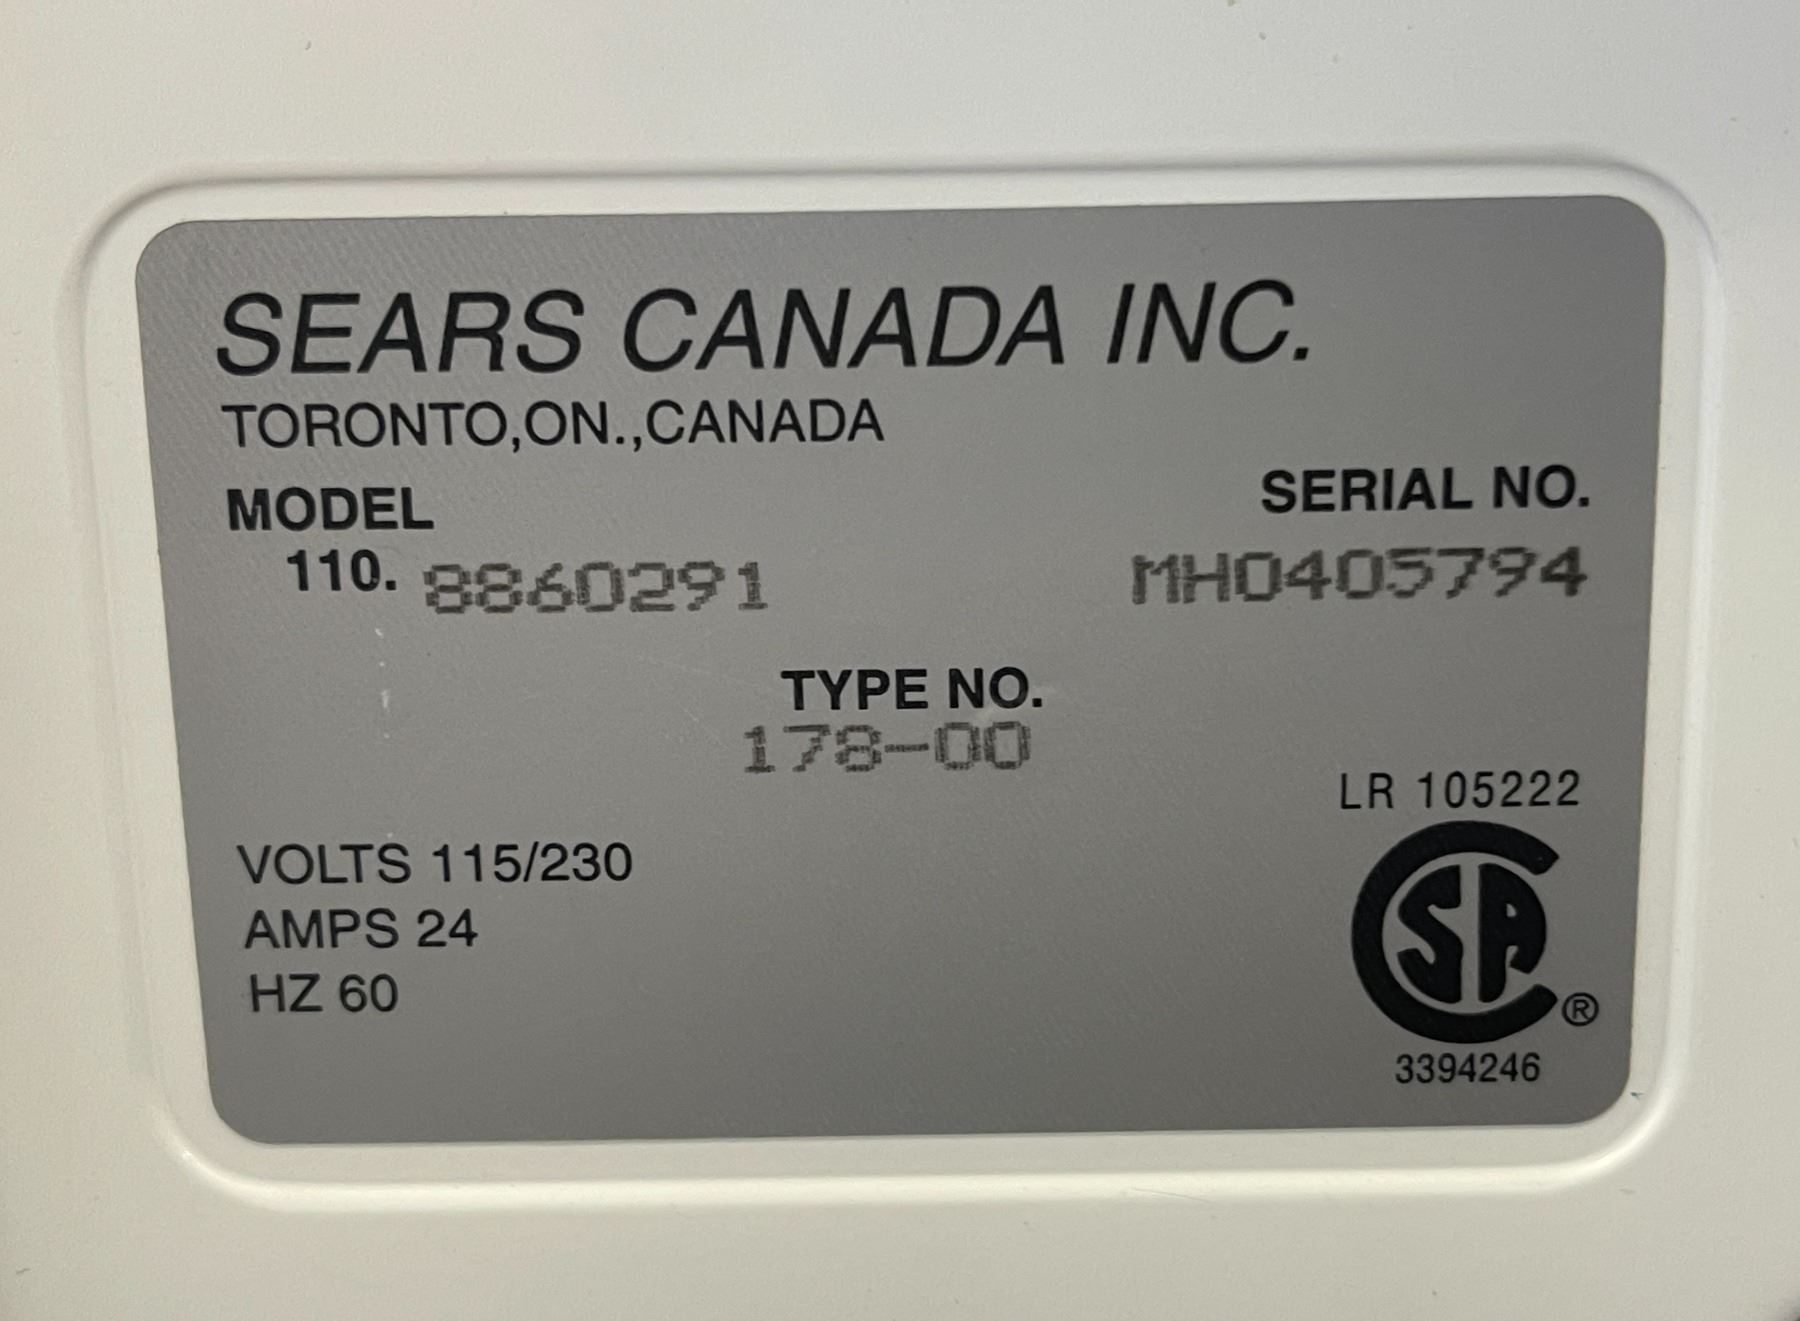 SEARS CANADA INC.
TORONTO,ON.,CANADA
MODEL
110. 8860291
SERIAL NO.
MH0405794
TYPE NO.
178-00
VOLTS 115/230
AMPS 24
HZ 60
LR 105222
CSA ®
3394246